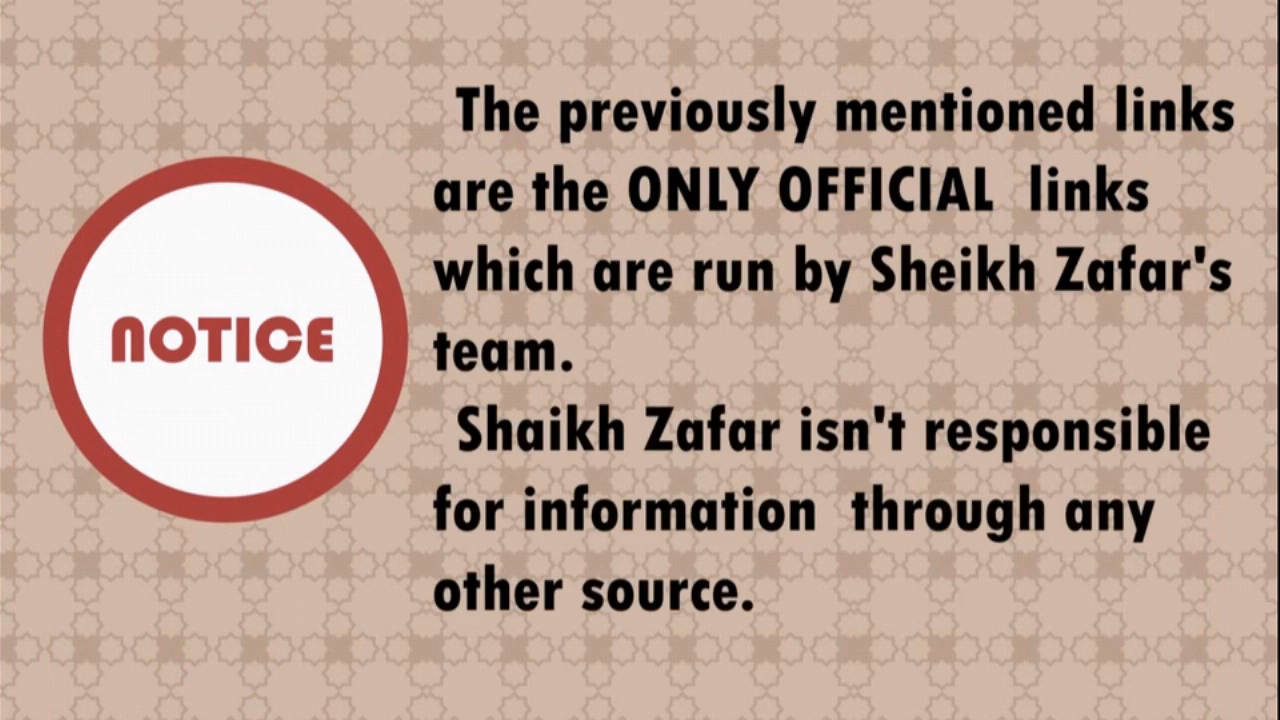 NOTICE
The previously mentioned links
are the ONLY OFFICIAL links
which are run by Sheikh Zafar's
team.
Shaikh Zafar isn't responsible
for information through any
other source.